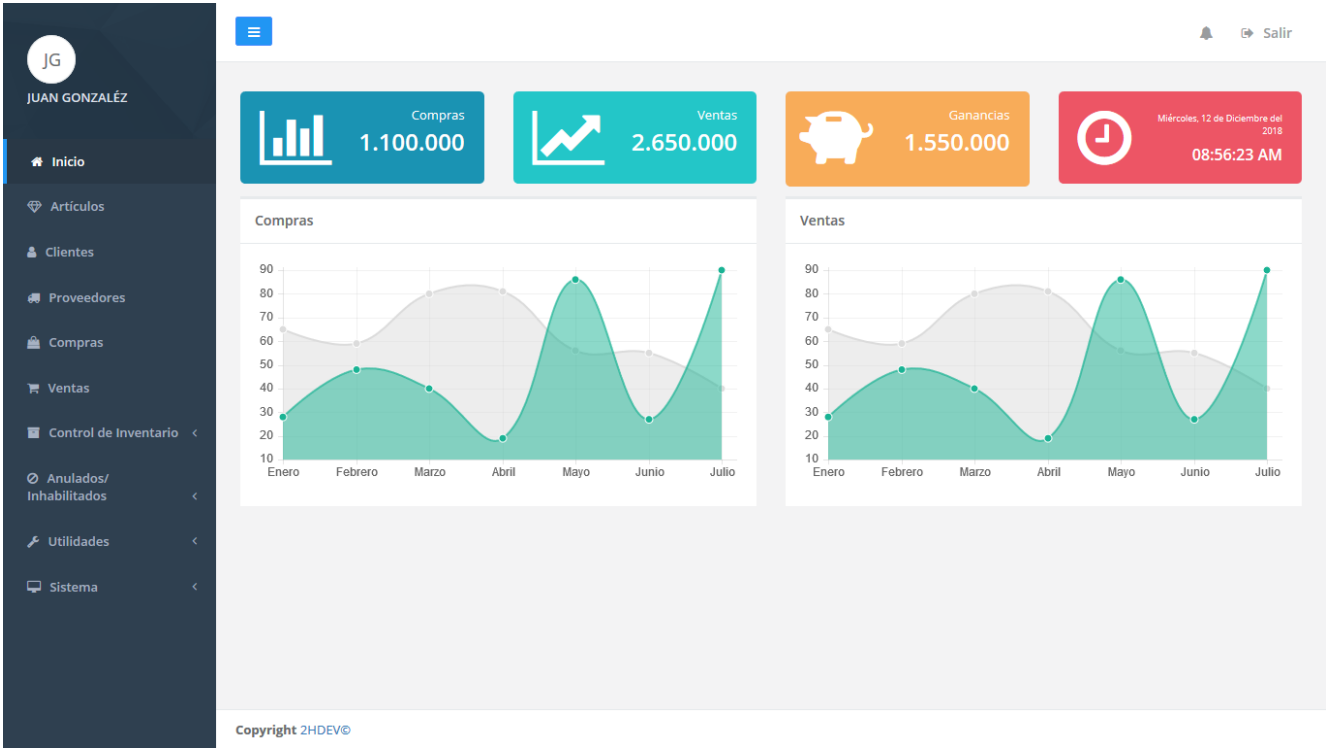 JG
JUAN GONZALÉZ
Inicio
Artículos
Clientes
Proveedores
Compras
Ventas
Control de Inventario
Anulados/
Inhabilitados
Utilidades
Sistema
Salir
Compras
1.100.000
Ventas
2.650.000
Ganancias
1.550.000
Miércoles, 12 de Diciembre del
2018
08:56:23 AM
Compras
90
80
70
60
50
40
30
20
10
Enero Febrero Marzo Abril Mayo Junio Julio
Ventas
90
80
70
60
50
40
30
20
10
Enero Febrero Marzo Abril Mayo Junio Julio
Copyright 2HDEV©